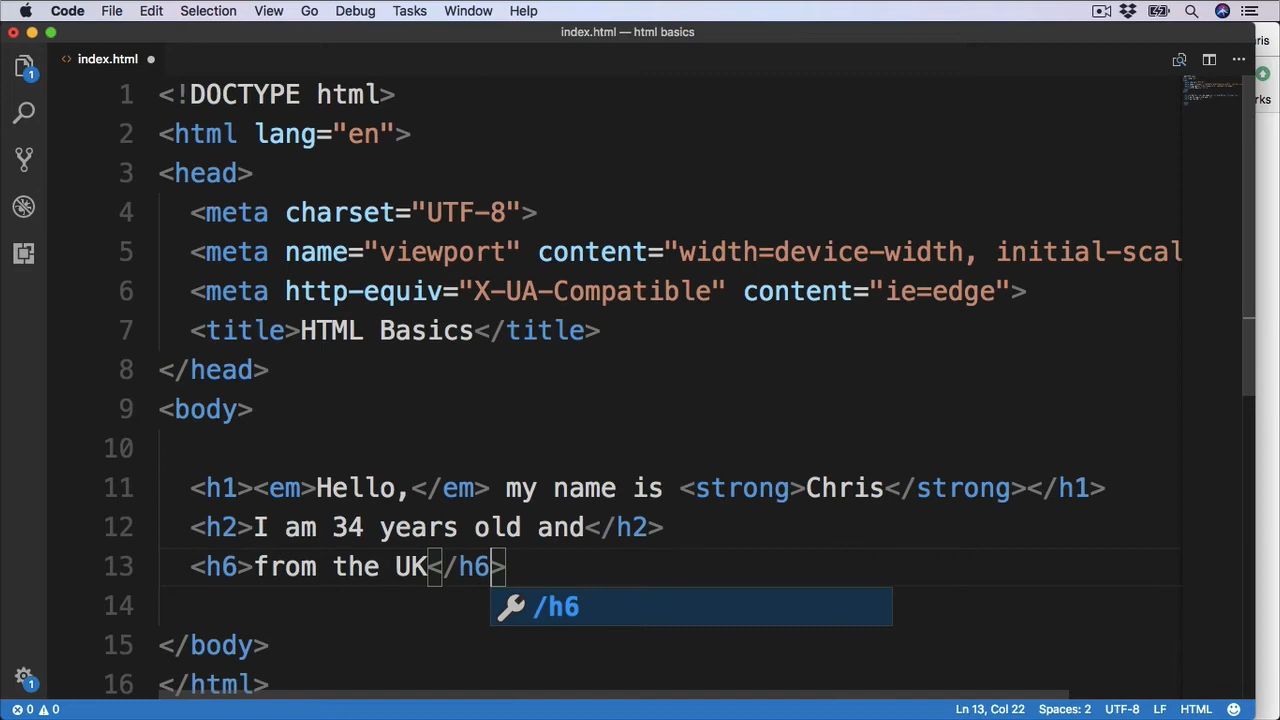 Code File Edit Selection View Go Debug Tasks Window Help
index.html — html basics
index.html
1 <!DOCTYPE html>
2 <html lang="en">
3 <head>
4 <meta charset="UTF-8">
5 <meta name="viewport" content="width=device-width, initial-scal
6 <meta http-equiv="X-UA-Compatible" content="ie=edge">
7 <title>HTML Basics</title>
8 </head>
9 <body>
10
11 <h1><em>Hello,</em> my name is <strong>Chris</strong></h1>
12 <h2>I am 34 years old and</h2>
13 <h6>from the UK</h6>
/h6
14
15 </body>
16 </html>
1
1
0 0 Ln 13, Col 22 Spaces: 2 UTF-8 LF HTML